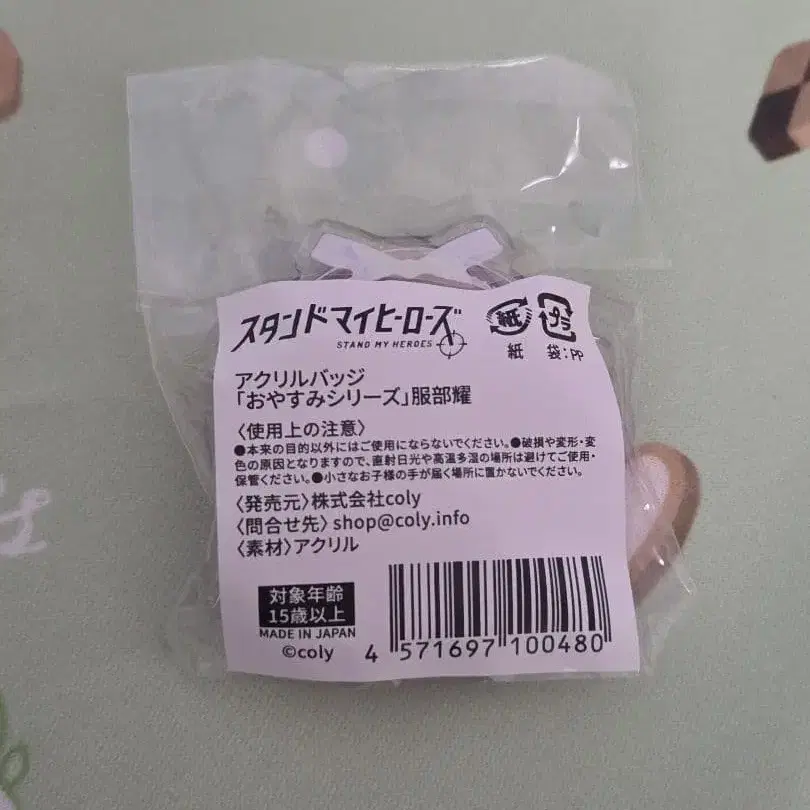 スタンドマイヒーローズ
STAND MY HEROES
紙 プラ
紙 袋:PP
アクリルバッジ
「おやすみシリーズ」服部耀
〈使用上の注意〉
●本来の目的以外にはご使用にならないでください。●破損や変形・変
色の原因となりますので、直射日光や高温多湿の場所は避けてご使用・
保管ください。●小さなお子様の手が届く場所に置かないでください。
〈発売元〉株式会社coly
〈問合せ先〉shop@coly.info
〈素材〉アクリル
対象年齢
15歳以上
MADE IN JAPAN
©coly
4 571697 100480